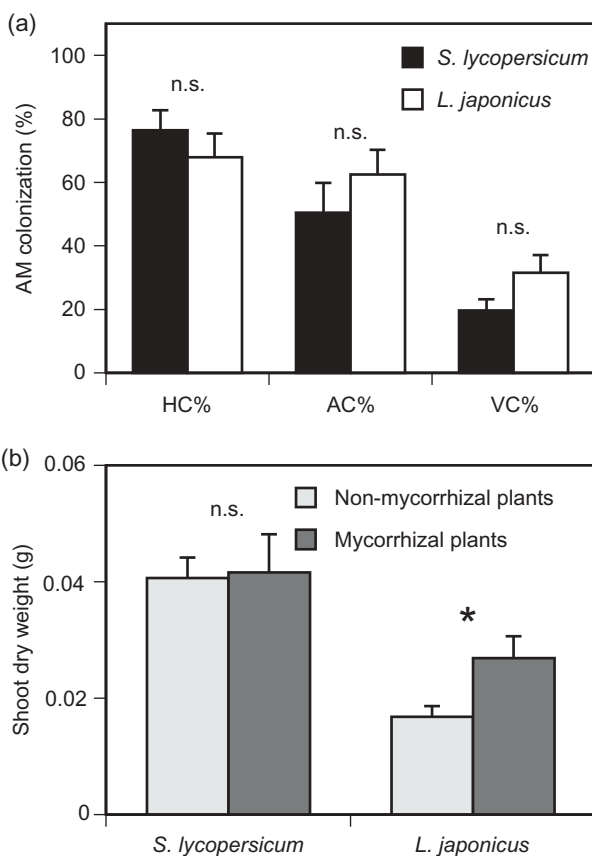 (a)
AM colonization (%)
100
80
60
40
20
0
n.s.
n.s.
n.s.
S. lycopersicum
L. japonicus
HC%
AC%
VC%
(b)
Shoot dry weight (g)
0.06
0.04
0.02
0
n.s.
*
Non-mycorrhizal plants
Mycorrhizal plants
S. lycopersicum
L. japonicus